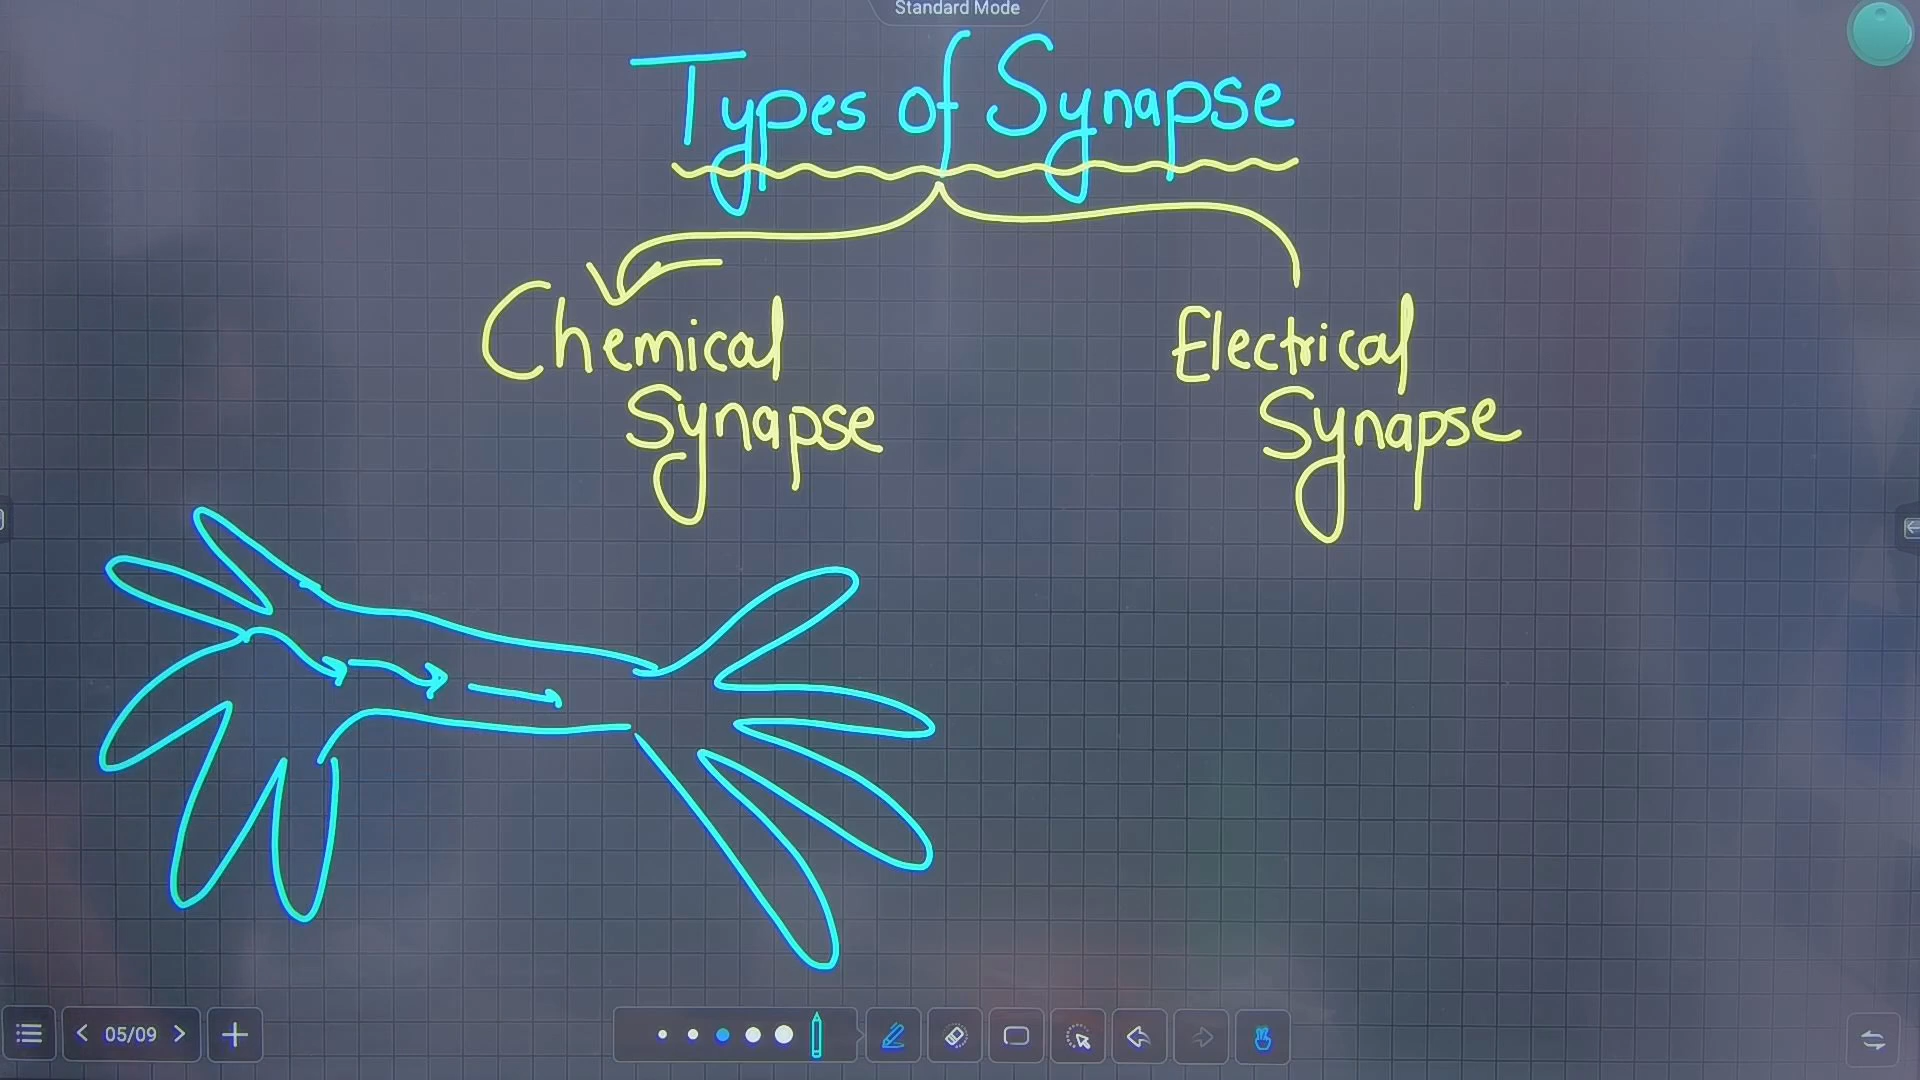 Standard Mode
Types of Synapse
Chemical
Synapse
Electrical
Synapse
05/09